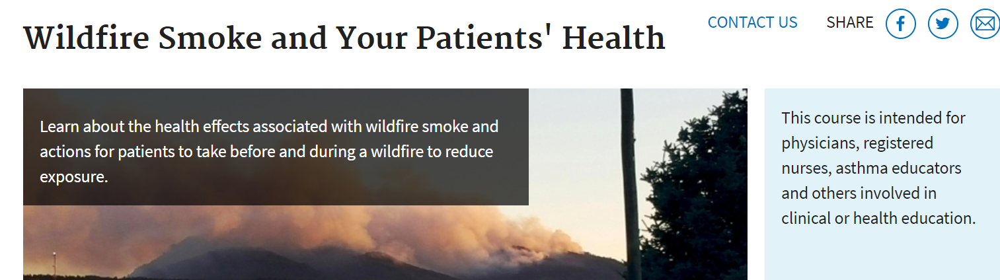 Wildfire Smoke and Your Patients' Health
CONTACT US
SHARE
Learn about the health effects associated with wildfire smoke and
actions for patients to take before and during a wildfire to reduce
exposure.
This course is intended for
physicians, registered
nurses, asthma educators
and others involved in
clinical or health education.